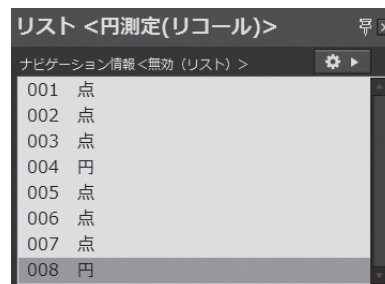 リスト <円測定(リコール)>
ナビゲーション情報<無効（リスト）>
001 点
002 点
003 点
004 円
005 点
006 点
007 点
008 円